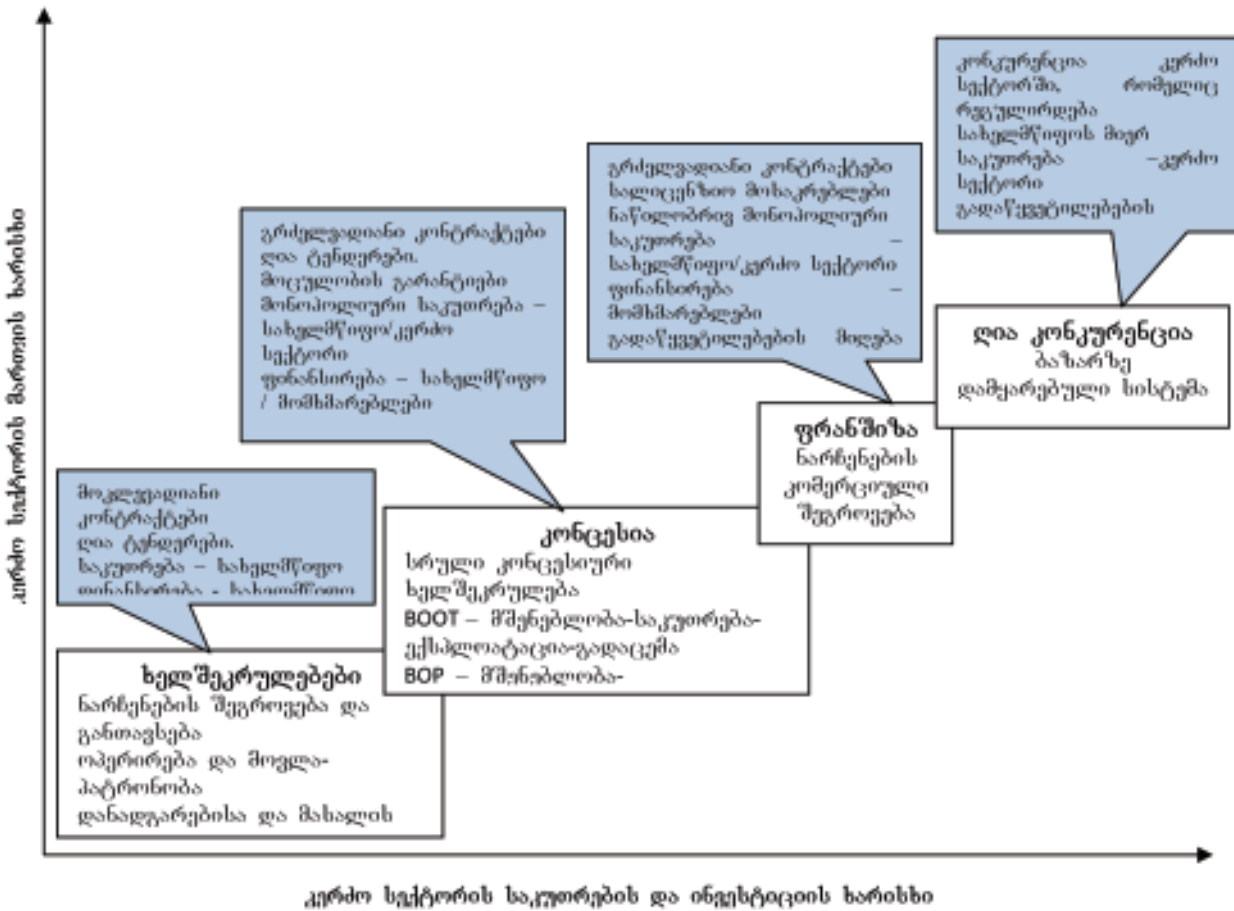 კონკურენცია კერძო
სექტორში, რომელიც
რეგულირდება
სახელმწიფოს მიერ
საკუთრება –კერძო
სექტორი
გადაწყვეტილებების
ღია კონკურენცია
ბაზარზე
დამყარებული სისტემა
გრძელვადიანი კონტრაქტები
სალიცენზიო მოსაკრებლები
ნაწილობრივ მონოპოლიური
საკუთრება –
სახელმწიფო/კერძო სექტორი
ფინანსირება –
მომხმარებლები
გადაწყვეტილებების მიღება
ფრანშიზა
ნარჩენების
კომერციული
შეგროვება
გრძელვადიანი კონტრაქტები
ღია ტენდერები.
მოცულობის გარანტიები
მონოპოლიური საკუთრება –
სახელმწიფო/კერძო
სექტორი
ფინანსირება – სახელმწიფო
/ მომხმარებლები
კონცესია
სრული კონცესიური
ხელშეკრულება
BOOT – მშენებლობა-საკუთრება-
ექსპლოატაცია-გადაცემა
BOP – მშენებლობა-
მოკლევადიანი
კონტრაქტები
ღია ტენდერები.
საკუთრება – სახელმწიფო
ფინანსირება - სახელმწიფო
ხელშეკრულებები
ნარჩენების შეგროვება და
განთავსება
ოპერირება და მოვლა-
პატრონობა
დანადგარებისა და მასალის
კერძო სექტორის მართვის ხარისხი
კერძო სექტორის საკუთრების და ინვესტიციის ხარისხი